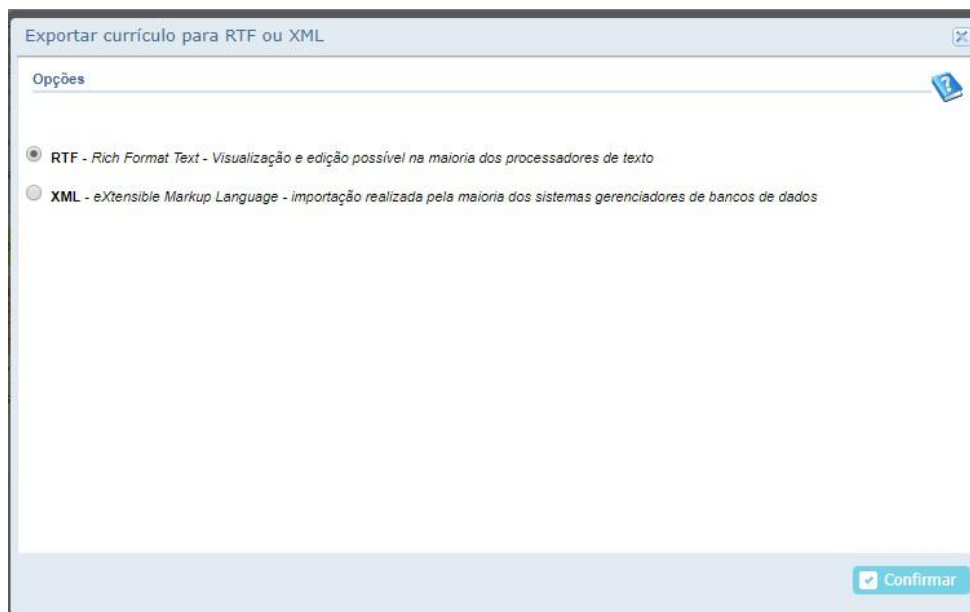 Exportar currículo para RTF ou XML
Opções
RTF - Rich Format Text - Visualização e edição possível na maioria dos processadores de texto
XML - eXtensible Markup Language - importação realizada pela maioria dos sistemas gerenciadores de bancos de dados
Confirmar